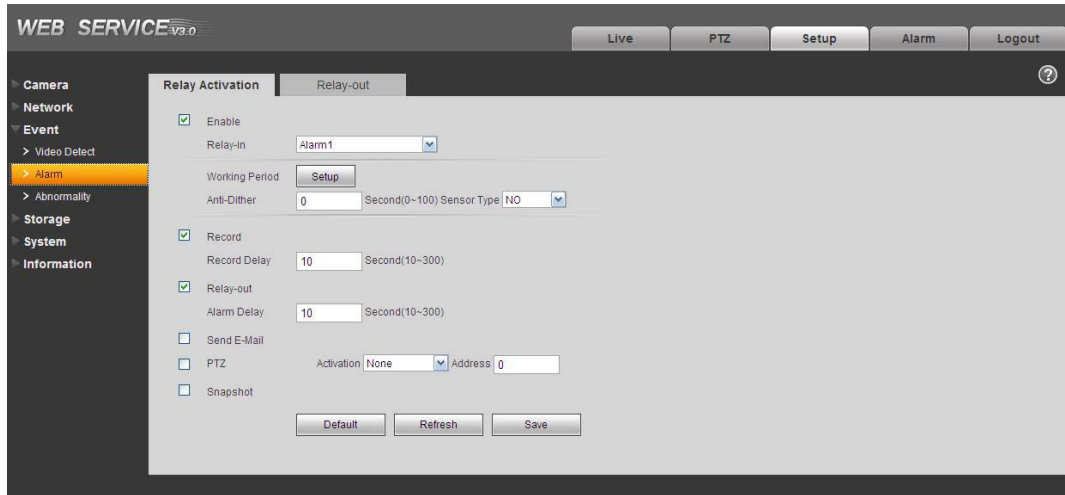 WEB SERVICE V3.0
Live PTZ Setup Alarm Logout
Camera
Network
Event
> Video Detect
> Alarm
> Abnormality
Storage
System
Information
Relay Activation Relay-out
Enable
Relay-in Alarm1
Working Period Setup
Anti-Dither 0 Second(0~100) Sensor Type NO
Record
Record Delay 10 Second(10~300)
Relay-out
Alarm Delay 10 Second(10~300)
Send E-Mail
PTZ Activation None Address 0
Snapshot
Default Refresh Save